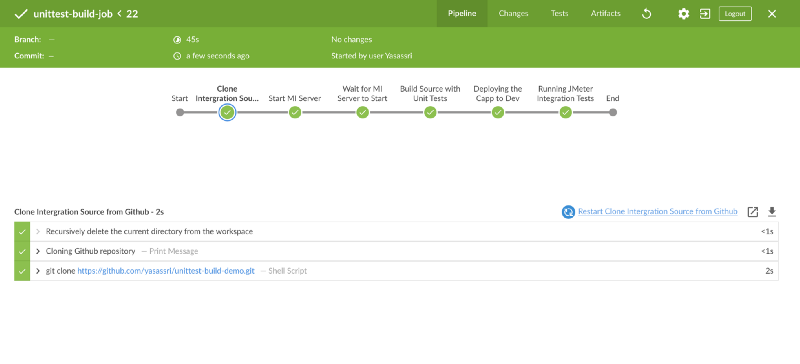 unittest-build-job < 22
Pipeline
Changes
Tests
Artifacts
Logout
Branch: —
45s
No changes
Commit: —
a few seconds ago
Started by user Yasassri
Start
Clone
Intergration Sou...
Start MI Server
Wait for MI
Server to Start
Build Source with
Unit Tests
Deploying the
Capp to Dev
Running JMeter
Integration Tests
End
Clone Intergration Source from Github - 2s
Restart Clone Intergration Source from Github
Recursively delete the current directory from the workspace
<1s
Cloning Github repository — Print Message
<1s
git clone https://github.com/yasassri/unittest-build-demo.git — Shell Script
2s